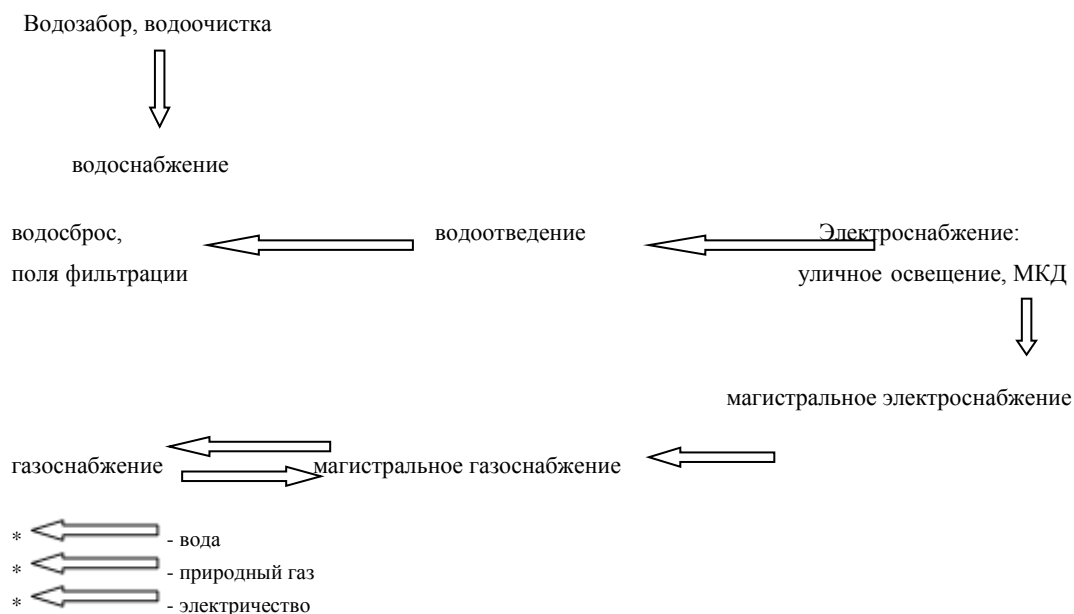 Водозабор, водоочистка
водоснабжение
водосброс, водоотведение Электроснабжение:
поля фильтрации уличное освещение, МКД
магистральное электроснабжение
газоснабжение магистральное газоснабжение
* - вода
* - природный газ
* - электричество